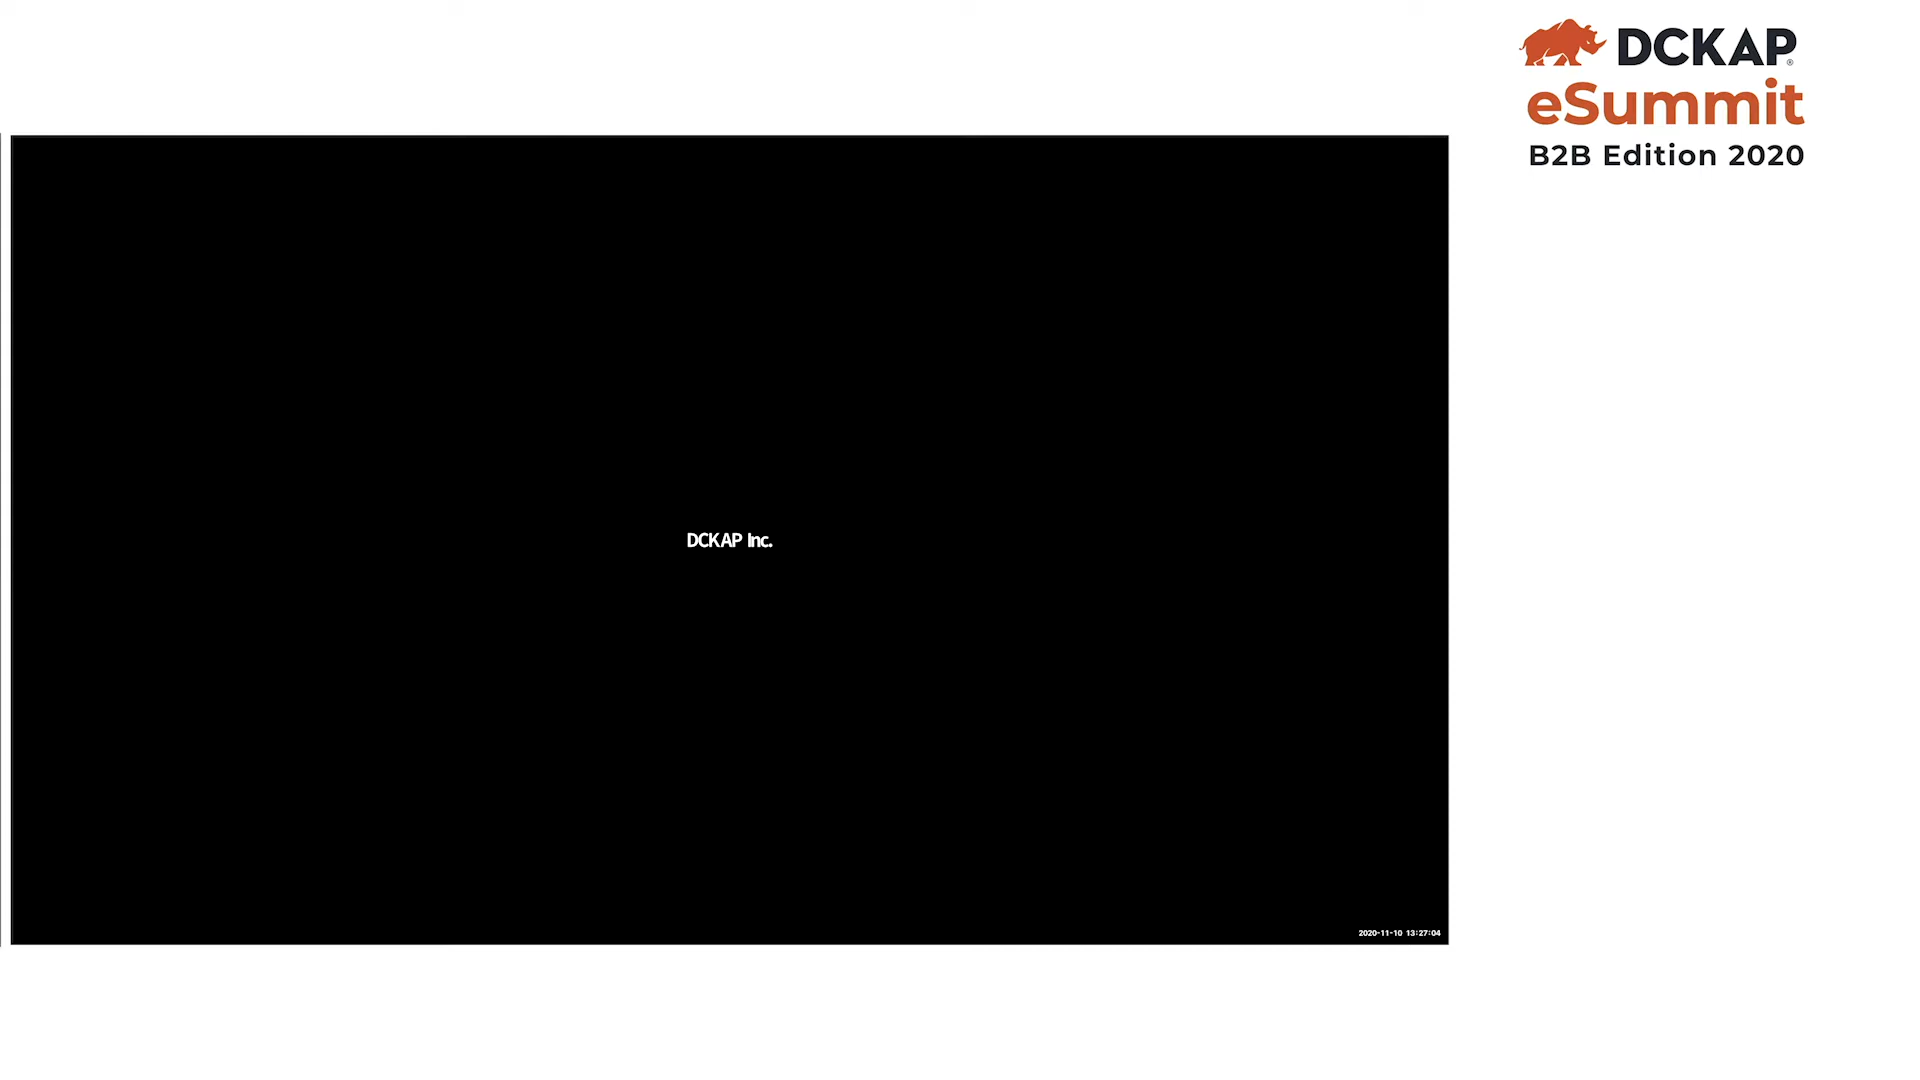 DCKAP®
eSummit
B2B Edition 2020
DCKAP Inc.
2020-11-10 13:27:04